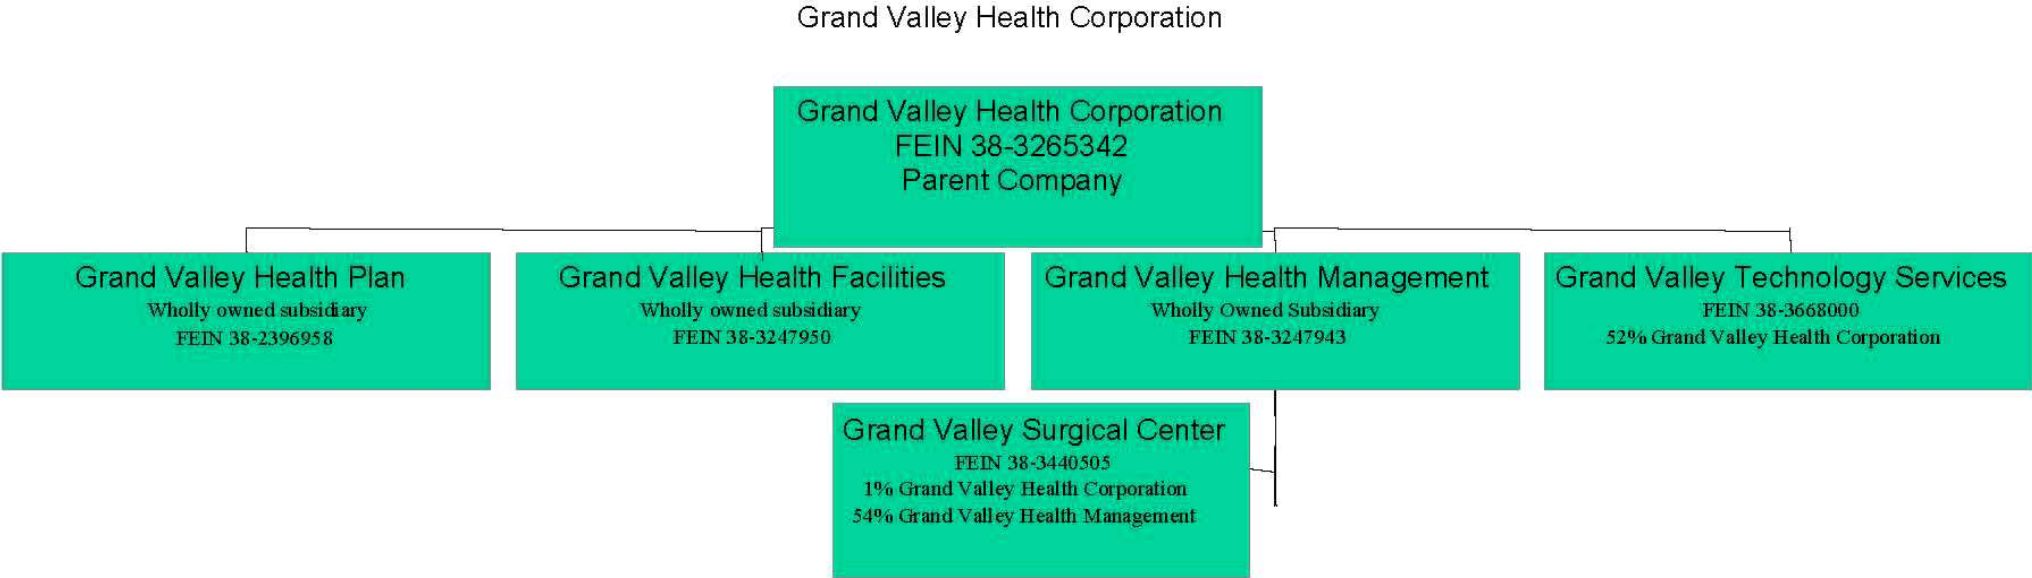 Grand Valley Health Corporation
Grand Valley Health Corporation
FEIN 38-3265342
Parent Company
Grand Valley Health Plan
Wholly owned subsidiary
FEIN 38-2396958
Grand Valley Health Facilities
Wholly owned subsidiary
FEIN 38-3247950
Grand Valley Health Management
Wholly Owned Subsidiary
FEIN 38-3247943
Grand Valley Technology Services
FEIN 38-3668000
52% Grand Valley Health Corporation
Grand Valley Surgical Center
FEIN 38-3440505
1% Grand Valley Health Corporation
54% Grand Valley Health Management